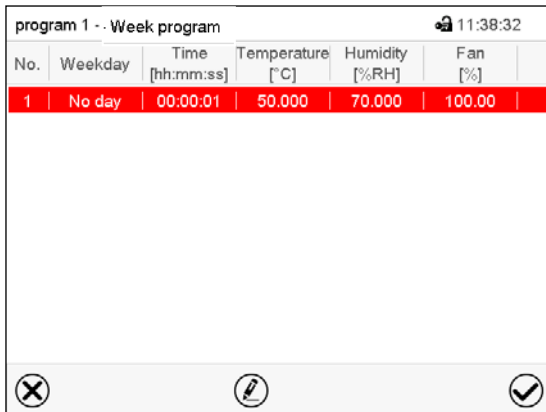 program 1 - - Week program 11:38:32
No. Weekday Time [hh:mm:ss] Temperature [°C] Humidity [%RH] Fan [%]
1 No day 00:00:01 50.000 70.000 100.00